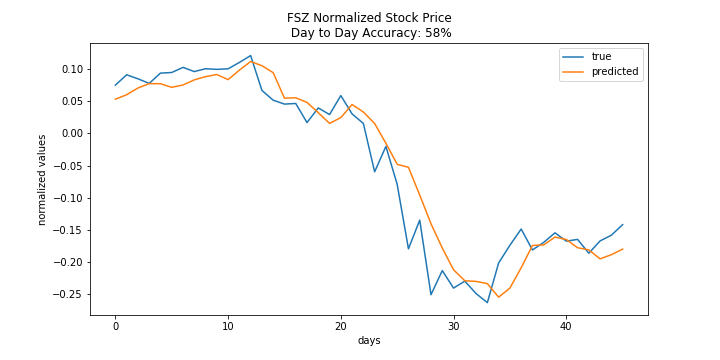 FSZ Normalized Stock Price
Day to Day Accuracy: 58%
true
predicted
0.10
0.05
0.00
−0.05
−0.10
−0.15
−0.20
−0.25
normalized values
0 10 20 30 40
days